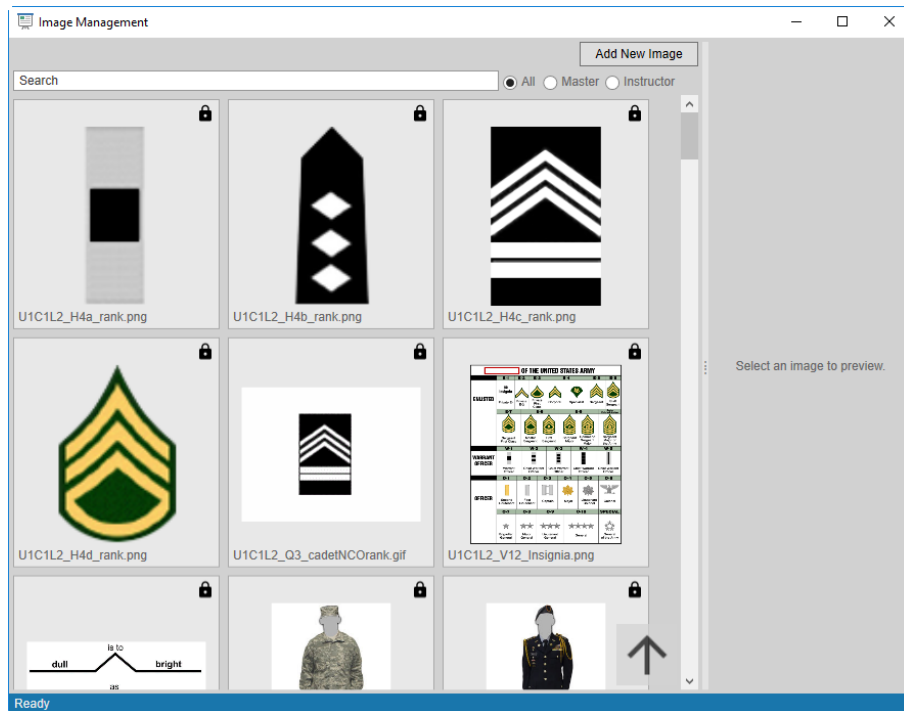 Image Management
Add New Image
Search
All Master Instructor
U1C1L2_H4a_rank.png
U1C1L2_H4b_rank.png
U1C1L2_H4c_rank.png
OF THE UNITED STATES ARMY
ENLISTED
WARRANT OFFICER
OFFICER
U1C1L2_H4d_rank.png
U1C1L2_Q3_cadetNCOrank.gif
U1C1L2_V12_Insignia.png
Select an image to preview.
is to
dull bright
as
Ready